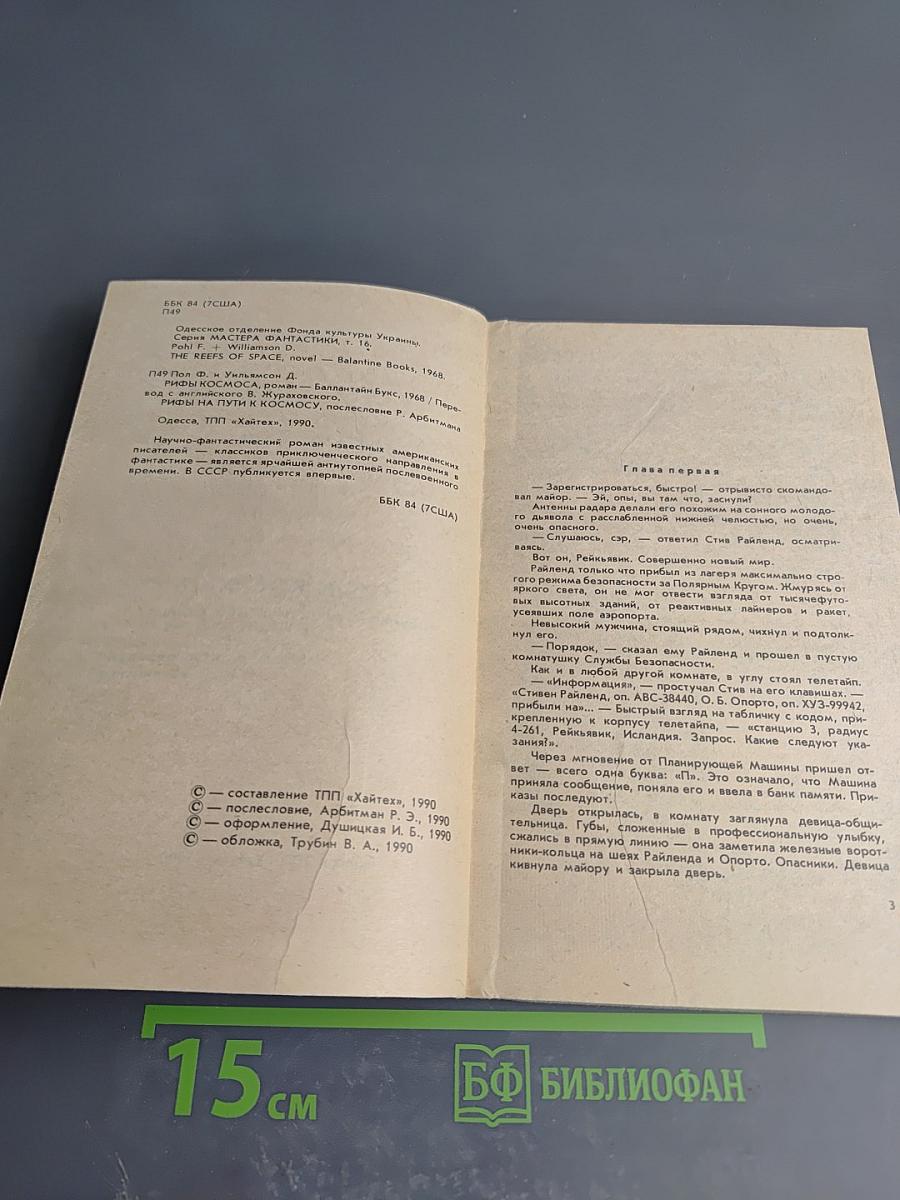 ББК 84 (7США)
П49
Одесское отделение Фонда культуры Украины.
Серия МАСТЕРА ФАНТАСТИКИ, т. 16.
Pohl F. + Williamson D.
THE REEFS OF SPACE, novel — Balantine Books, 1968.
П49 Пол Ф. и Уильямсон Д.
РИФЫ КОСМОСА, роман — Баллантайн Букс, 1968 / Пере-
вод с английского В. Жураховского.
РИФЫ НА ПУТИ К КОСМОСУ, послесловие Р. Арбитмана
Одесса, ТПП «Хайтех», 1990.
Научно-фантастический роман известных американских
писателей — классиков приключенческого направления в
фантастике — является ярчайшей антиутопией послевоенного
времени. В СССР публикуется впервые.
ББК 84 (7США)
© — составление ТПП «Хайтех», 1990
© — послесловие, Арбитман Р. Э., 1990
© — оформление, Душицкая И. Б., 1990
© — обложка, Трубин В. А., 1990
Глава первая
— Зарегистрироваться, быстро! — отрывисто скомандо-
вал майор. — Эй, опы, вы там что, заснули?
Антенны радара делали его похожим на сонного молодо-
го дьявола с расслабленной нижней челюстью, но очень,
очень опасного.
— Слушаюсь, сэр, — ответил Стив Райленд, осматри-
ваясь.
Вот он, Рейкьявик. Совершенно новый мир.
Райленд только что прибыл из лагеря максимально стро-
гого режима безопасности за Полярным Кругом. Жмурясь от
яркого света, он не мог отвести взгляда от тысячефуто-
вых высотных зданий, от реактивных лайнеров и ракет,
усеявших поле аэропорта.
Невысокий мужчина, стоящий рядом, чихнул и подтолк-
нул его.
— Порядок, — сказал ему Райленд и прошел в пустую
комнатушку Службы Безопасности.
Как и в любой другой комнате, в углу стоял телетайп.
— «Информация», — простучал Стив на его клавишах. —
«Стивен Райленд, оп. АВС-38440, О. Б. Опорто, оп. ХУЗ-99942,
прибыли на»... — Быстрый взгляд на табличку с кодом, при-
крепленную к корпусу телетайпа, — «станцию 3, радиус
4-261, Рейкьявик, Исландия. Запрос. Какие следуют ука-
зания?».
Через мгновение от Планирующей Машины пришел от-
вет — всего одна буква: «П». Это означало, что Машина
приняла сообщение, поняла его и ввела в банк памяти. При-
казы последуют.
Дверь открылась, в комнату заглянула девица-общи-
тельница. Губы, сложенные в профессиональную улыбку,
сжались в прямую линию — она заметила железные ворот-
ники-кольца на шеях Райленда и Опорто. Опасники. Девица
кивнула майору и закрыла дверь.
3
15 см
БФ БИБЛИОФАН